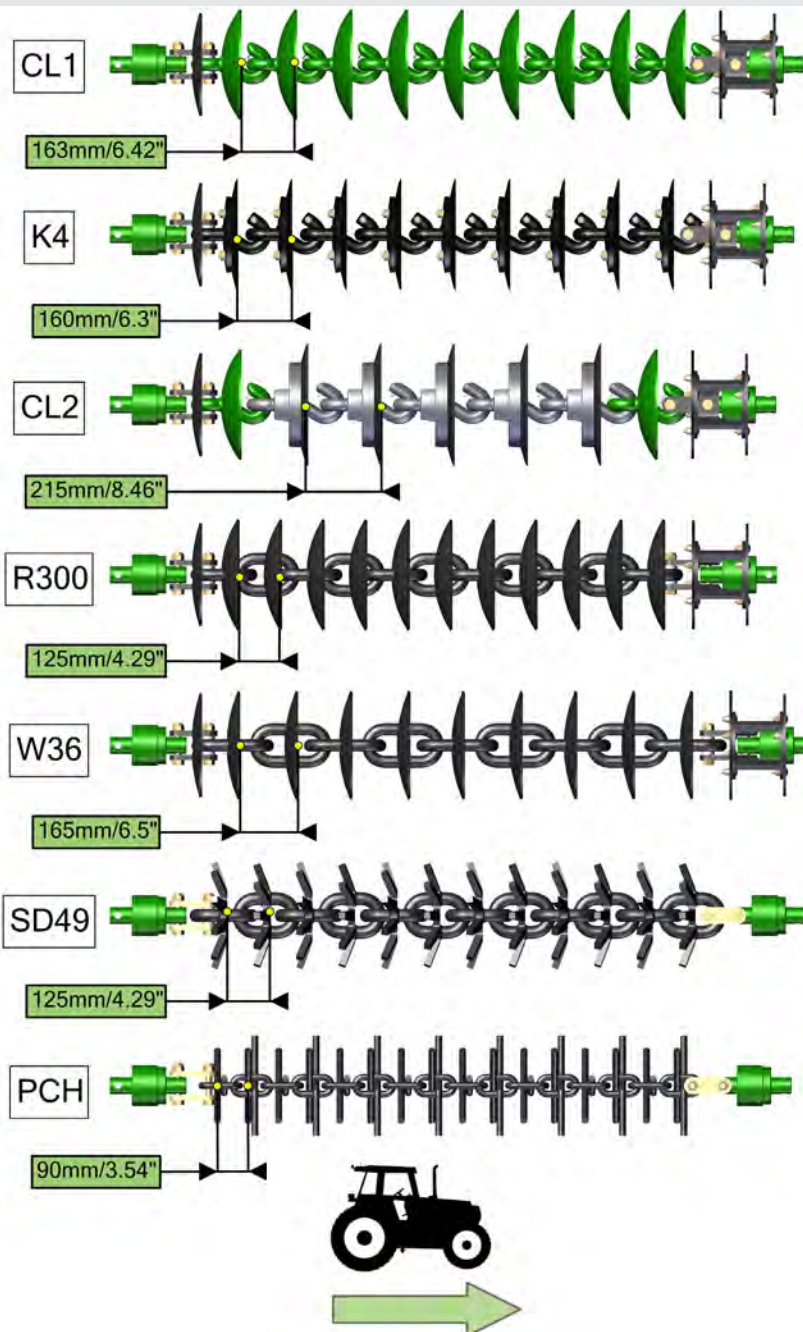 CL1
163mm/6.42"
K4
160mm/6.3"
CL2
215mm/8.46"
R300
125mm/4.29"
W36
165mm/6.5"
SD49
125mm/4.29"
PCH
90mm/3.54"